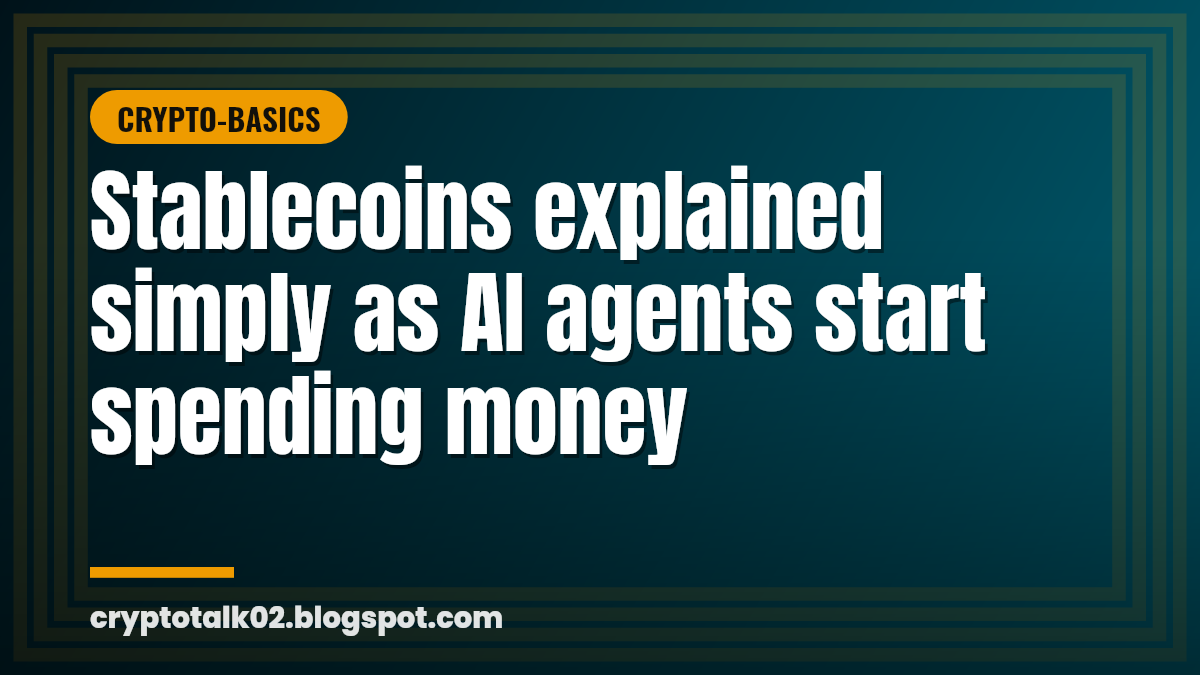 CRYPTO-BASICS
Stablecoins explained
simply as AI agents start
spending money
cryptotalk02.blogspot.com